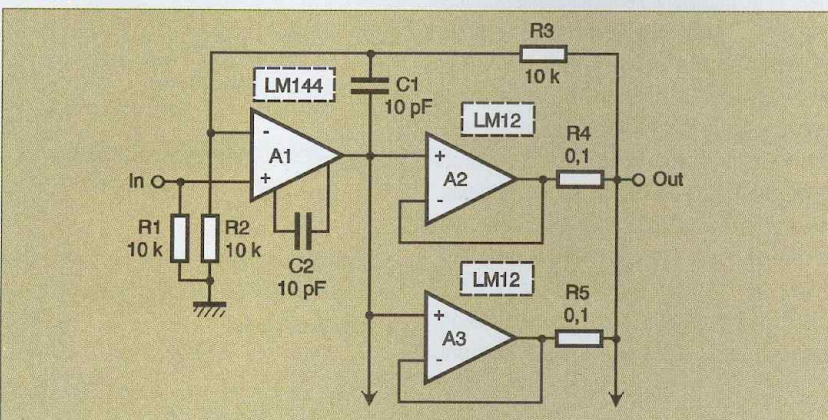 R3
10 k
LM144
C1
10 pF
LM12
-
A1
+
R4
0,1
+
A2
-
In
Out
R1
10 k
R2
10 k
C2
10 pF
LM12
R5
0,1
+
A3
-